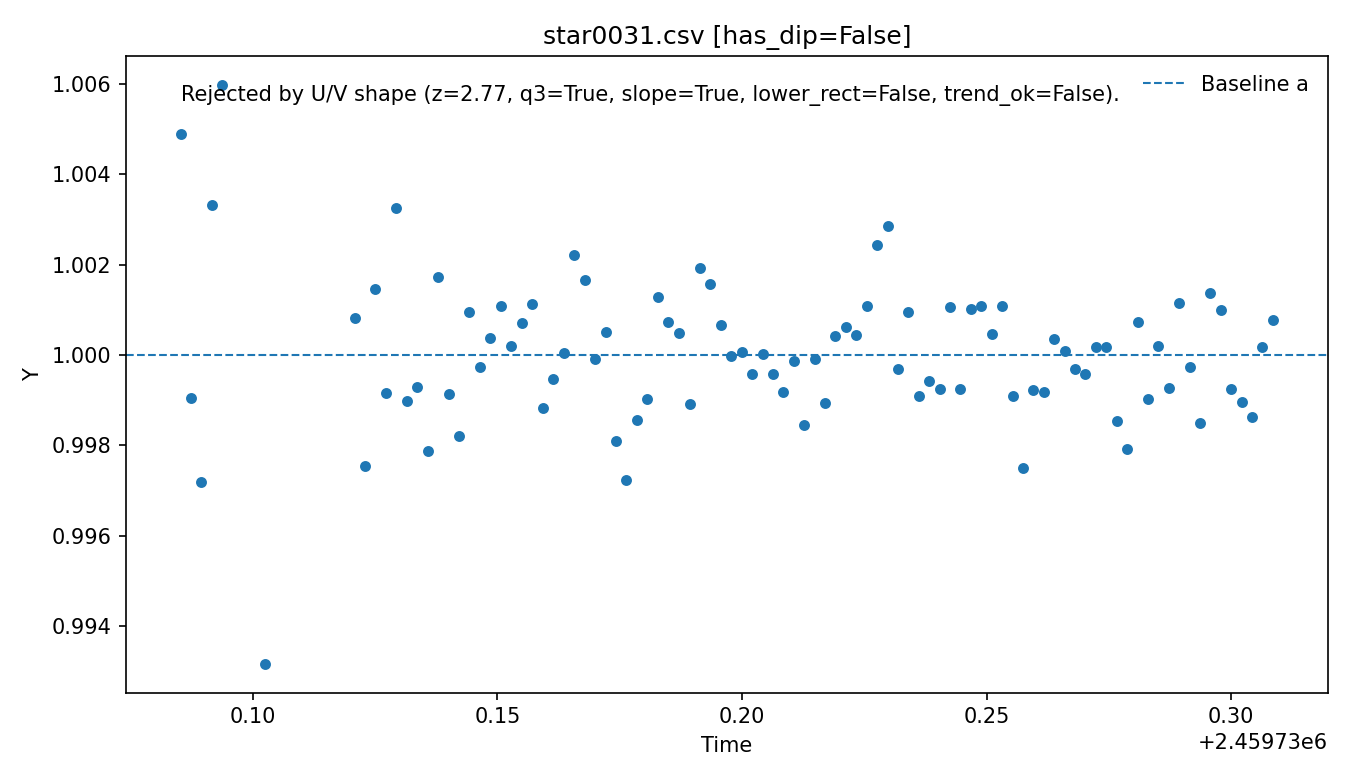 star0031.csv [has_dip=False]
Rejected by U/V shape (z=2.77, q3=True, slope=True, lower_rect=False, trend_ok=False).
Baseline a
1.006
1.004
1.002
1.000
0.998
0.996
0.994
Y
0.10 0.15 0.20 0.25 0.30
Time
+2.45973e6